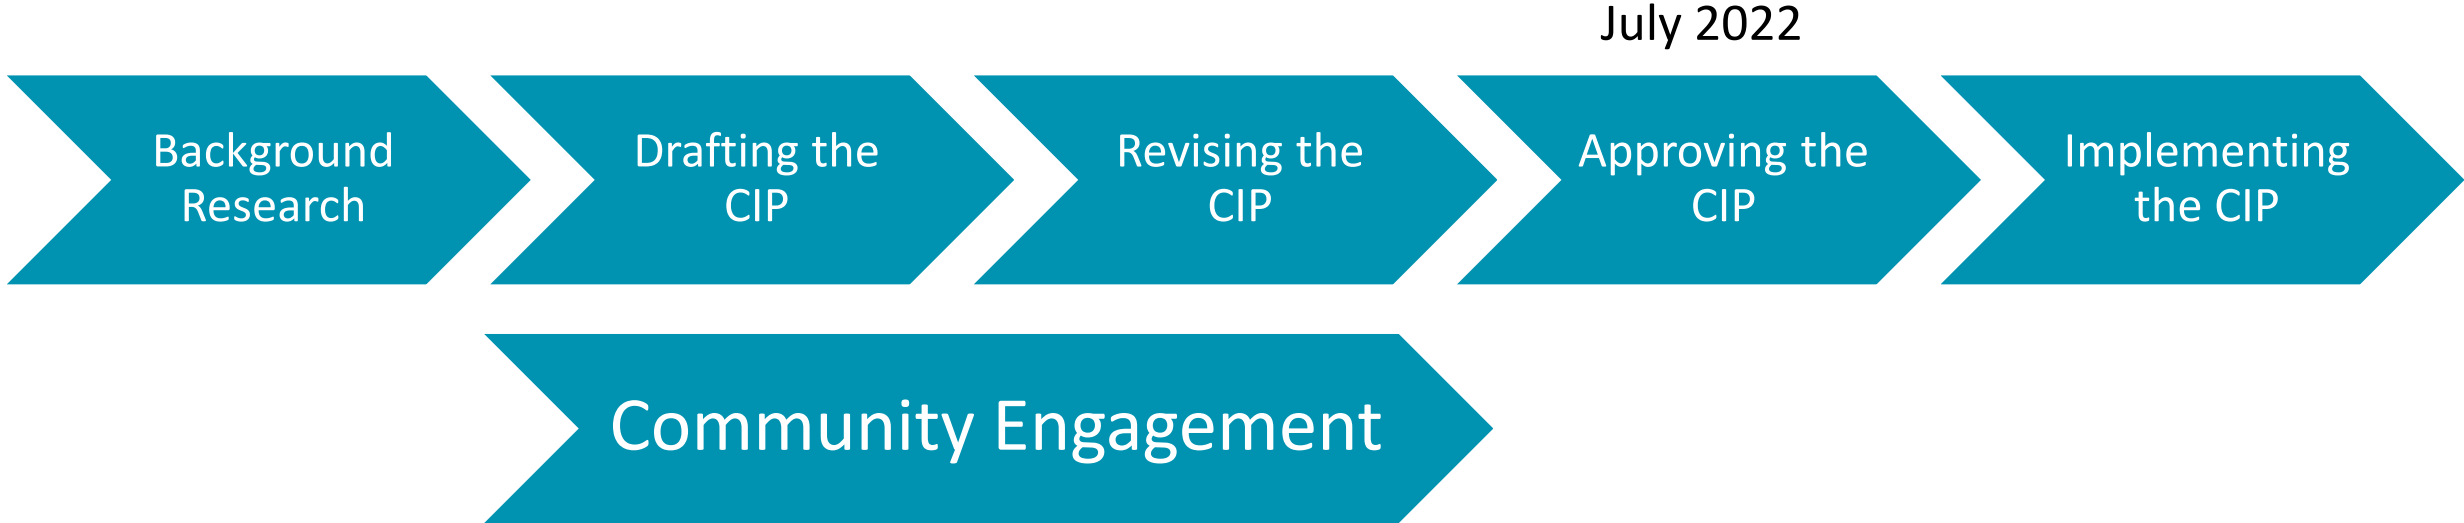 July 2022
Background
Research
Drafting the
CIP
Revising the
CIP
Approving the
CIP
Implementing
the CIP
Community Engagement